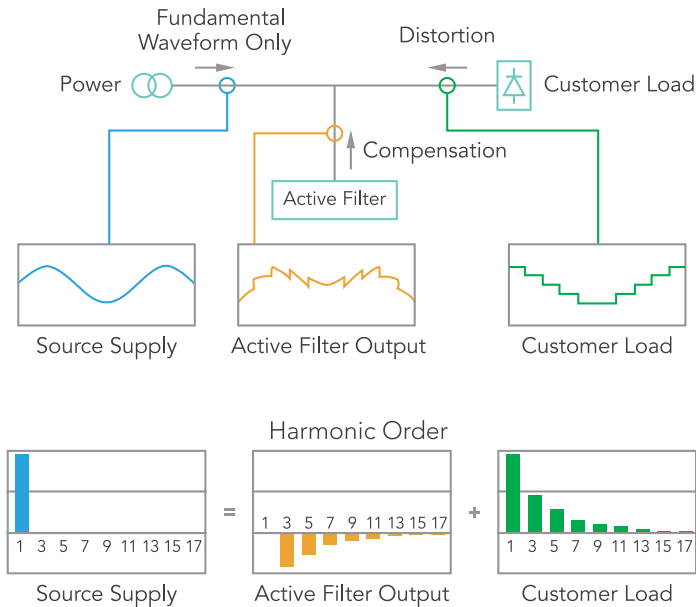 Fundamental
Waveform Only
Distortion
Power
Customer Load
Compensation
Active Filter
Source Supply
Active Filter Output
Customer Load
Harmonic Order
1 3 5 7 9 11 13 15 17
=
1 3 5 7 9 11 13 15 17
+
1 3 5 7 9 11 13 15 17
Source Supply
Active Filter Output
Customer Load